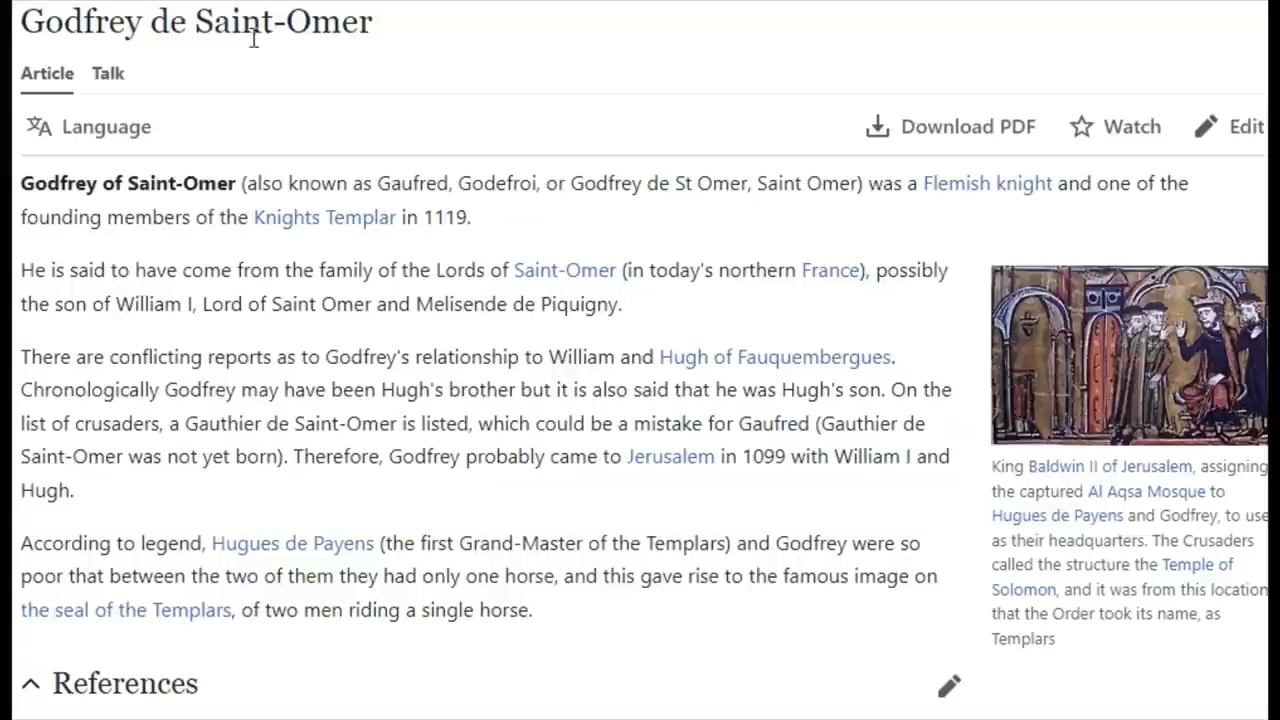 Godfrey de Saint-Omer
Article Talk
Language Download PDF Watch Edit
Godfrey of Saint-Omer (also known as Gaufred, Godefroi, or Godfrey de St Omer, Saint Omer) was a Flemish knight and one of the
founding members of the Knights Templar in 1119.
He is said to have come from the family of the Lords of Saint-Omer (in today's northern France), possibly
the son of William I, Lord of Saint Omer and Melisende de Piquigny.
There are conflicting reports as to Godfrey's relationship to William and Hugh of Fauquembergues.
Chronologically Godfrey may have been Hugh's brother but it is also said that he was Hugh's son. On the
list of crusaders, a Gauthier de Saint-Omer is listed, which could be a mistake for Gaufred (Gauthier de
Saint-Omer was not yet born). Therefore, Godfrey probably came to Jerusalem in 1099 with William I and
Hugh.
According to legend, Hugues de Payens (the first Grand-Master of the Templars) and Godfrey were so
poor that between the two of them they had only one horse, and this gave rise to the famous image on
the seal of the Templars, of two men riding a single horse.
King Baldwin II of Jerusalem, assigning
the captured Al Aqsa Mosque to
Hugues de Payens and Godfrey, to use
as their headquarters. The Crusaders
called the structure the Temple of
Solomon, and it was from this location
that the Order took its name, as
Templars
References